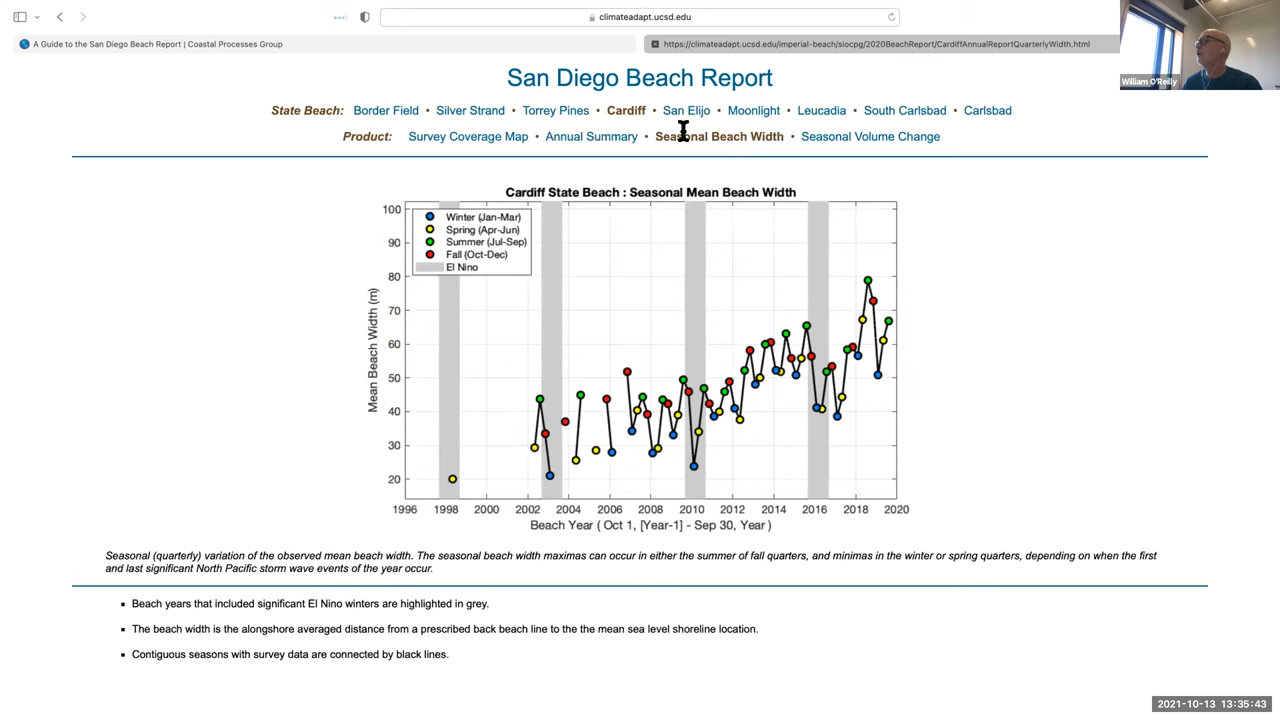 climateadapt.ucsd.edu
A Guide to the San Diego Beach Report | Coastal Processes Group
https://climateadapt.ucsd.edu/imperial-beach/siocpg/2020BeachReport/CardiffAnnualReportQuarterlyWidth.html
William O'Reilly
San Diego Beach Report
State Beach: Border Field • Silver Strand • Torrey Pines • Cardiff • San Elijo • Moonlight • Leucadia • South Carlsbad • Carlsbad
Product: Survey Coverage Map • Annual Summary • Seasonal Beach Width • Seasonal Volume Change
Cardiff State Beach : Seasonal Mean Beach Width
Winter (Jan-Mar)
Spring (Apr-Jun)
Summer (Jul-Sep)
Fall (Oct-Dec)
El Nino
100
90
80
70
60
50
40
30
20
Mean Beach Width (m)
1996 1998 2000 2002 2004 2006 2008 2010 2012 2014 2016 2018 2020
Beach Year ( Oct 1, [Year-1] - Sep 30, Year )
Seasonal (quarterly) variation of the observed mean beach width. The seasonal beach width maximas can occur in either the summer of fall quarters, and minimas in the winter or spring quarters, depending on when the first
and last significant North Pacific storm wave events of the year occur.
▪ Beach years that included significant El Nino winters are highlighted in grey.
▪ The beach width is the alongshore averaged distance from a prescribed back beach line to the the mean sea level shoreline location.
▪ Contiguous seasons with survey data are connected by black lines.
2021-10-13 13:35:43